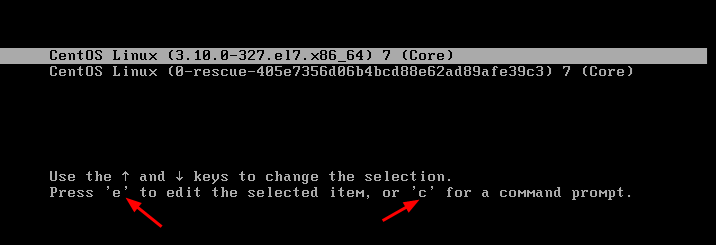 CentOS Linux (3.10.0-327.el7.x86_64) 7 (Core)
CentOS Linux (0-rescue-405e7356d06b4bcd88e62ad89afe39c3) 7 (Core)
Use the ↑ and ↓ keys to change the selection.
Press 'e' to edit the selected item, or 'c' for a command prompt.